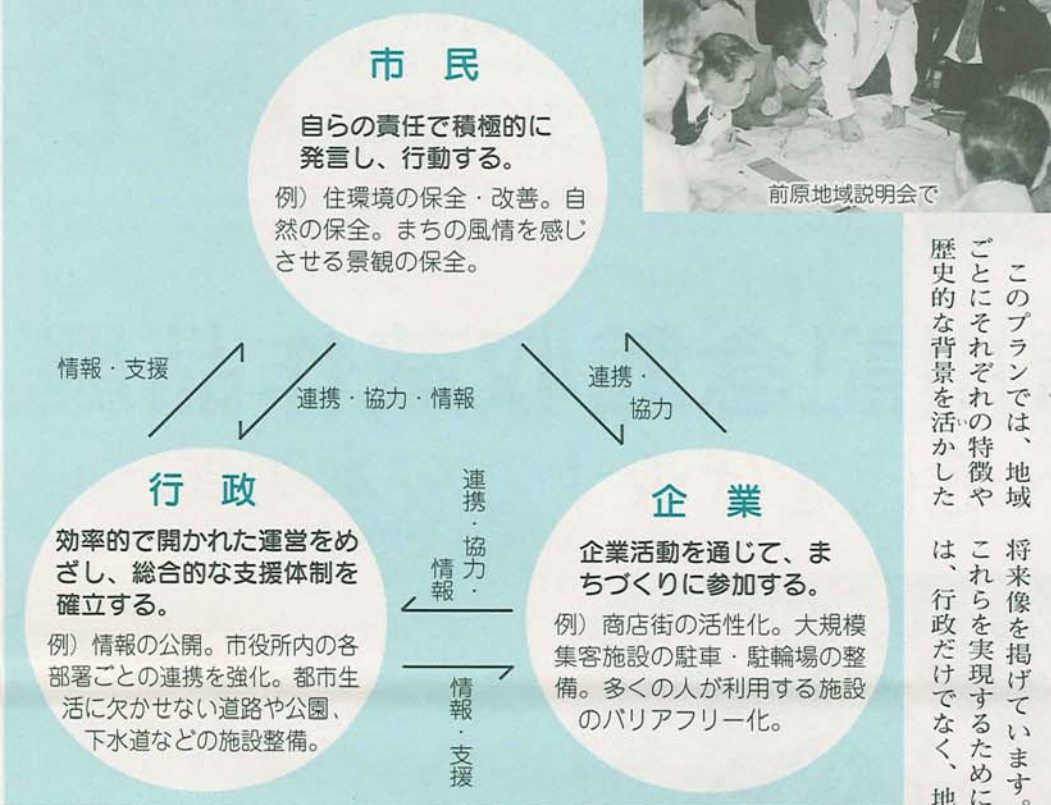 市民
自らの責任で積極的に
発言し、行動する。
例）住環境の保全・改善。自
然の保全。まちの風情を感じ
させる景観の保全。
前原地域説明会で
情報・支援
連携・協力・情報
連携・
協力
行政
効率的で開かれた運営をめ
ざし、総合的な支援体制を
確立する。
例）情報の公開。市役所内の各
部署ごとの連携を強化。都市生
活に欠かせない道路や公園、
下水道などの施設整備。
連携・協力・
情報
情報・支援
企業
企業活動を通じて、ま
ちづくりに参加する。
例）商店街の活性化。大規模
集客施設の駐車・駐輪場の整
備。多くの人が利用する施設
のバリアフリー化。
このプランでは、地域
ごとにそれぞれの特徴や
歴史的な背景を活かした
将来像を掲げています。
これらを実現するために
は、行政だけでなく、地